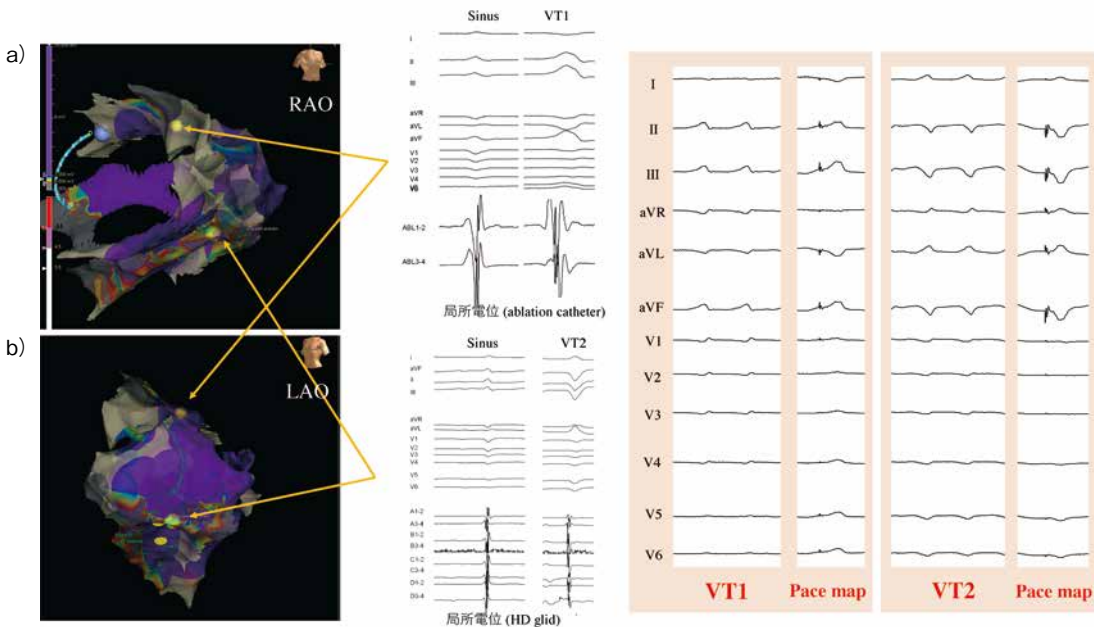 a)
RAO
b)
LAO
Sinus
VT1
I
II
III
aVR
aVL
aVF
V1
V2
V3
V4
V6
ABL1-2
ABL3-4
局所電位 (ablation catheter)
Sinus
VT2
I
aVF
II
III
aVR
aVL
V1
V2
V3
V4
V5
V6
A1-2
A3-4
B1-2
B3-4
C1-2
C3-4
D1-2
D3-4
局所電位 (HD glid)
I
II
III
aVR
aVL
aVF
V1
V2
V3
V4
V5
V6
VT1
Pace map
VT2
Pace map